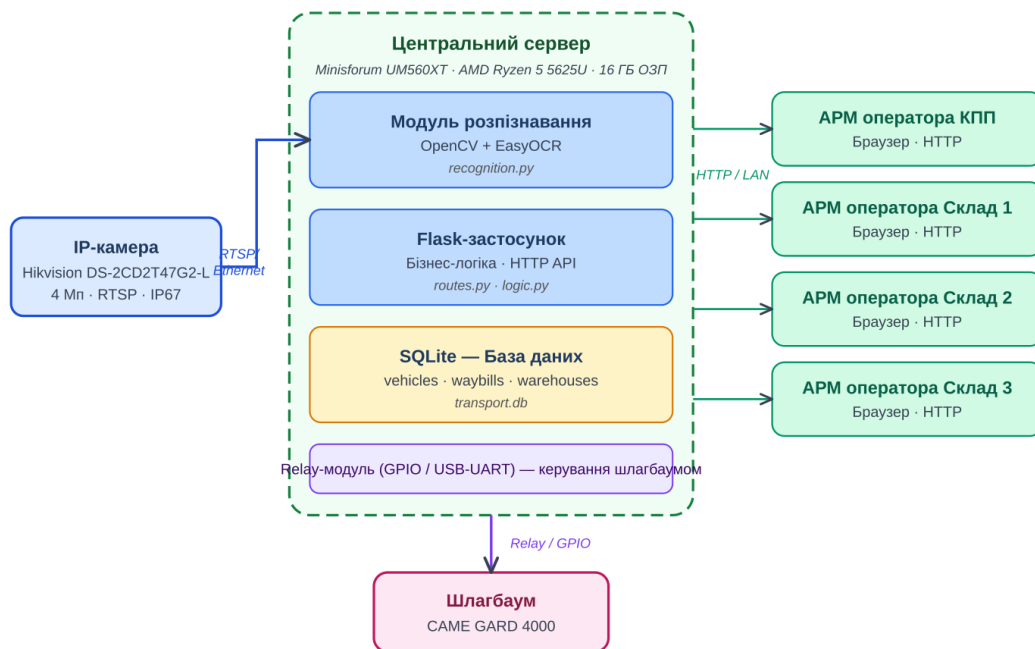 Центральний сервер
Minisforum UM560XT · AMD Ryzen 5 5625U · 16 ГБ ОЗП
Модуль розпізнавання
OpenCV + EasyOCR
recognition.py
Flask-застосунок
Бізнес-логіка · HTTP API
routes.py · logic.py
SQLite — База даних
vehicles · waybills · warehouses
transport.db
Relay-модуль (GPIO / USB-UART) — керування шлагбаумом
IP-камера
Hikvision DS-2CD2T47G2-L
4 Мп · RTSP · IP67
RTSP/
Ethernet
HTTP / LAN
АРМ оператора КПП
Браузер · HTTP
АРМ оператора Склад 1
Браузер · HTTP
АРМ оператора Склад 2
Браузер · HTTP
АРМ оператора Склад 3
Браузер · HTTP
Relay / GPIO
Шлагбаум
CAME GARD 4000